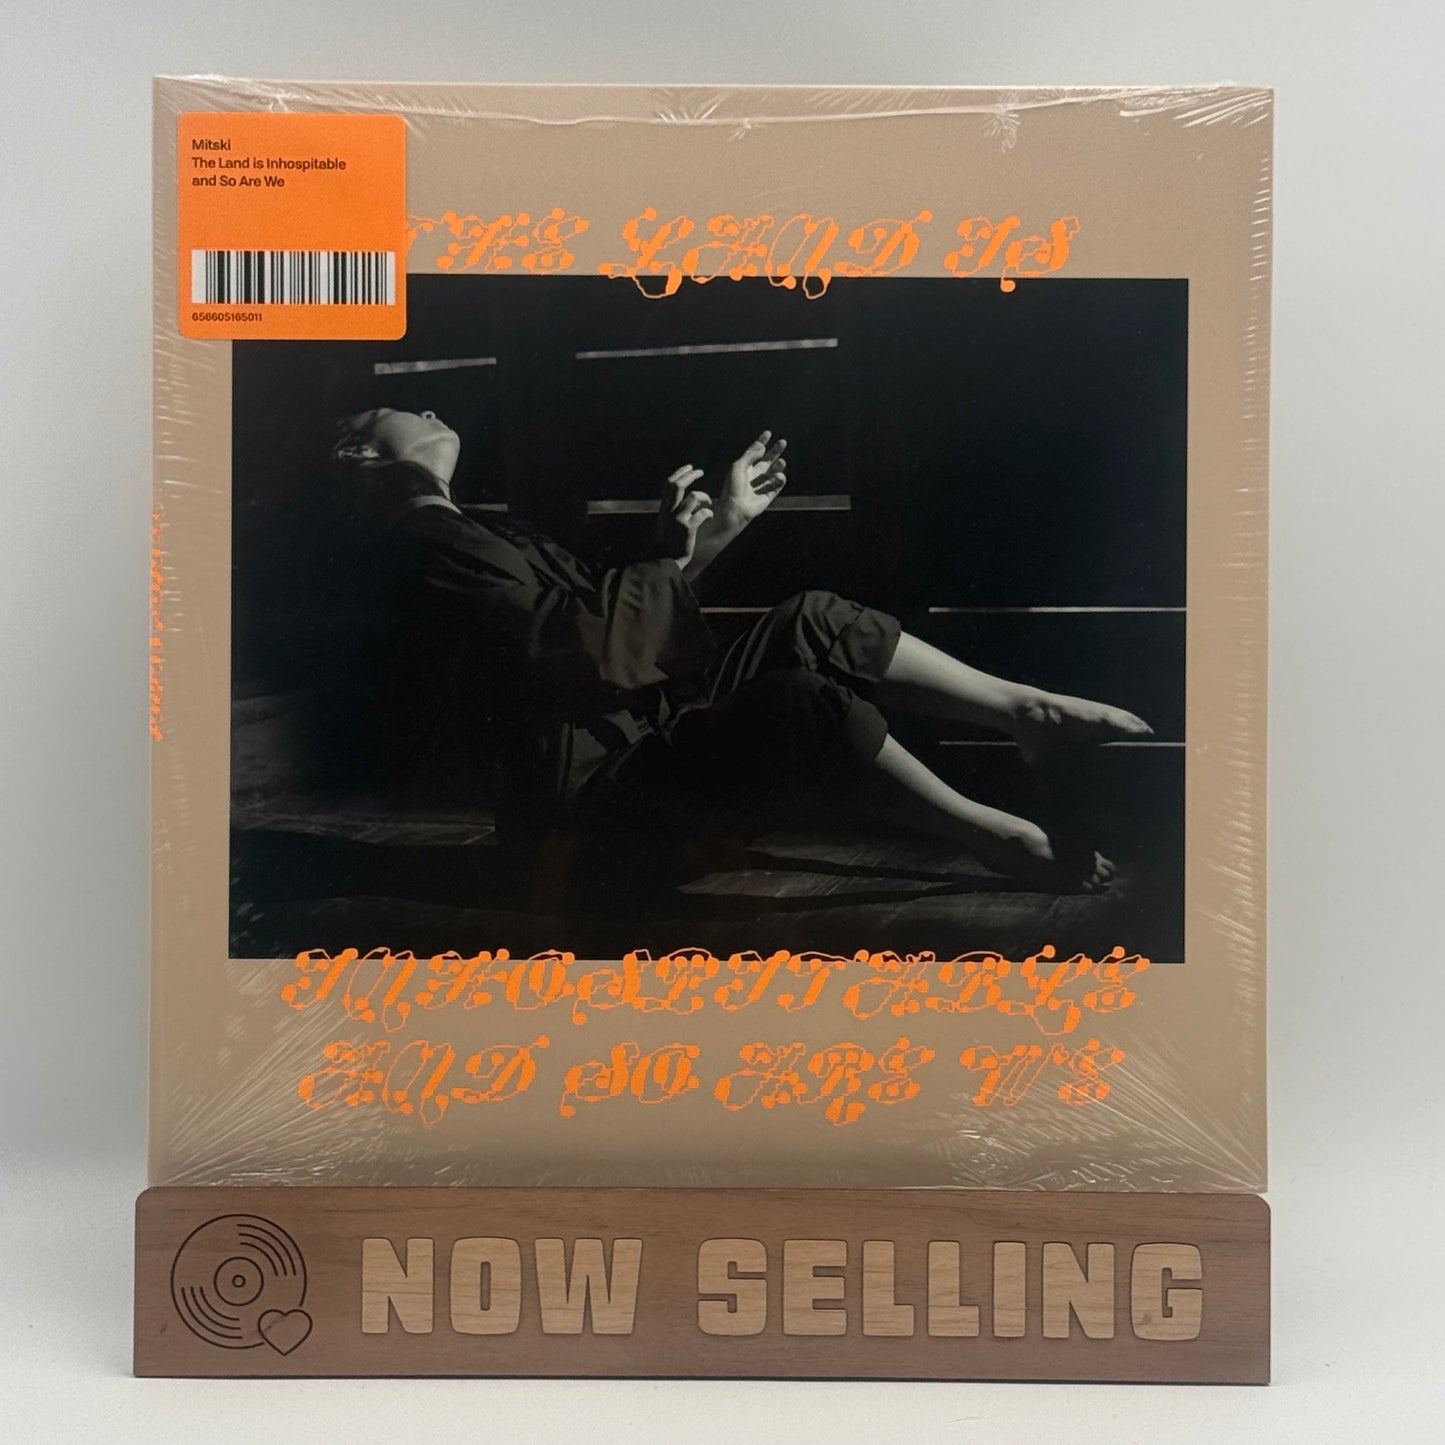 Mitski
The Land is Inhospitable
and So Are We
656605165011
THE LAND IS
INHOSPITABLE
AND SO ARE WE
NOW SELLING